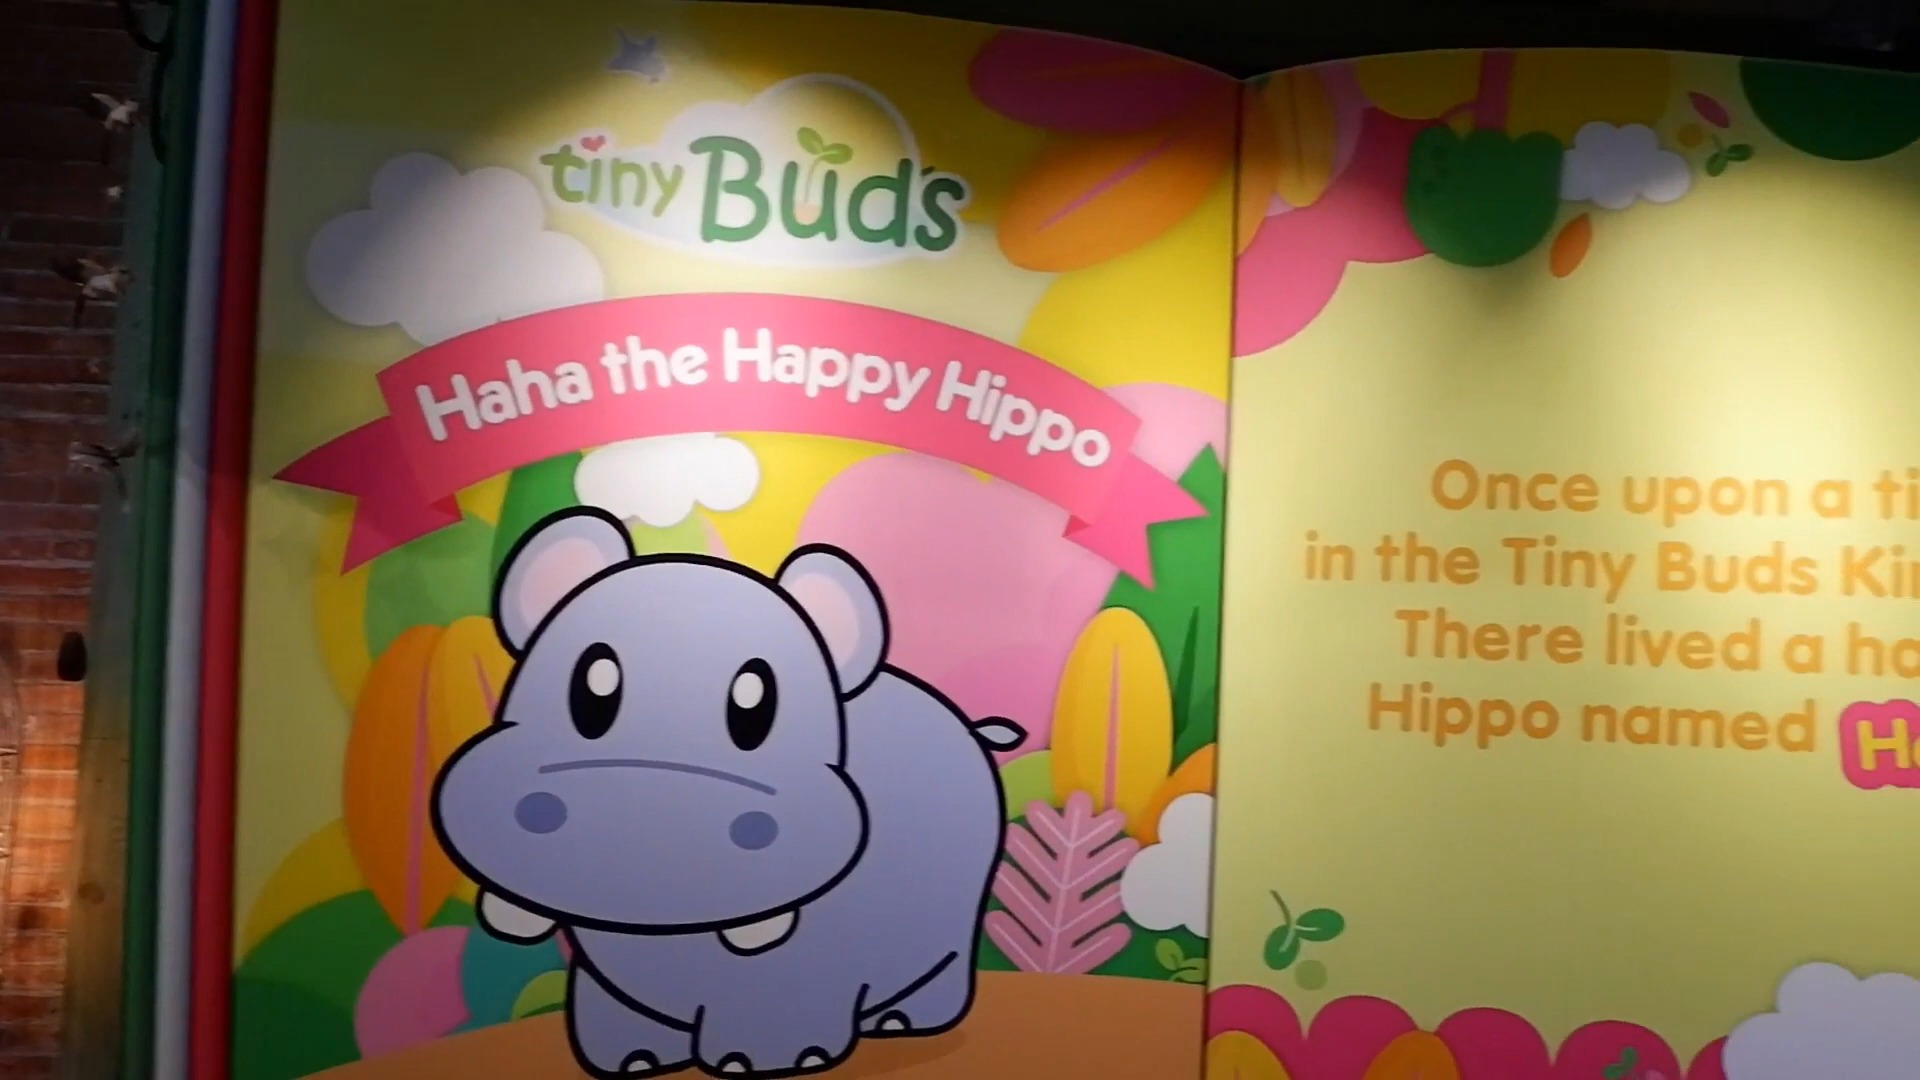 tiny Buds
Haha the Happy Hippo
Once upon a
in the Tiny Buds
There lived a
Hippo named